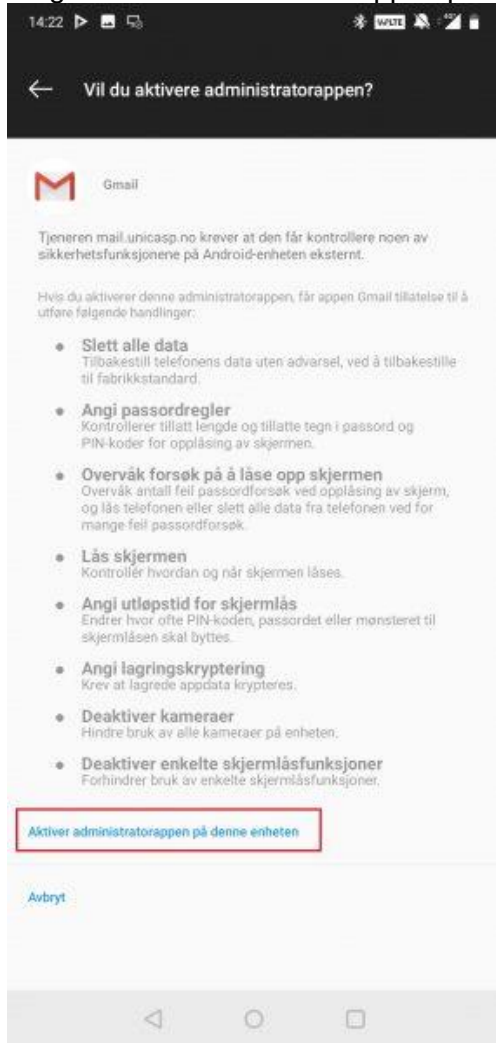 14:22
VoLTE
Vil du aktivere administratorappen?
Gmail
Tjeneren mail.unicasp.no krever at den får kontrollere noen av
sikkerhetsfunksjonene på Android-enheten eksternt.
Hvis du aktiverer denne administratorappen, får appen Gmail tillatelse til å
utføre følgende handlinger:
Slett alle data
Tilbakestill telefonens data uten advarsel, ved å tilbakestille
til fabrikkstandard.
Angi passordregler
Kontrollerer tillatt lengde og tillatte tegn i passord og
PIN-koder for opplåsing av skjermen.
Overvåk forsøk på å låse opp skjermen
Overvåk antall feil passordforsøk ved opplåsing av skjerm,
og lås telefonen eller slett alle data fra telefonen ved for
mange feil passordforsøk.
Lås skjermen
Kontrollér hvordan og når skjermen låses.
Angi utløpstid for skjermlås
Endrer hvor ofte PIN-koden, passordet eller mønsteret til
skjermlåsen skal byttes.
Angi lagringskryptering
Krev at lagrede appdata krypteres.
Deaktiver kameraer
Hindre bruk av alle kameraer på enheten.
Deaktiver enkelte skjermlåsfunksjoner
Forhindrer bruk av enkelte skjermlåsfunksjoner.
Aktiver administratorappen på denne enheten
Avbryt